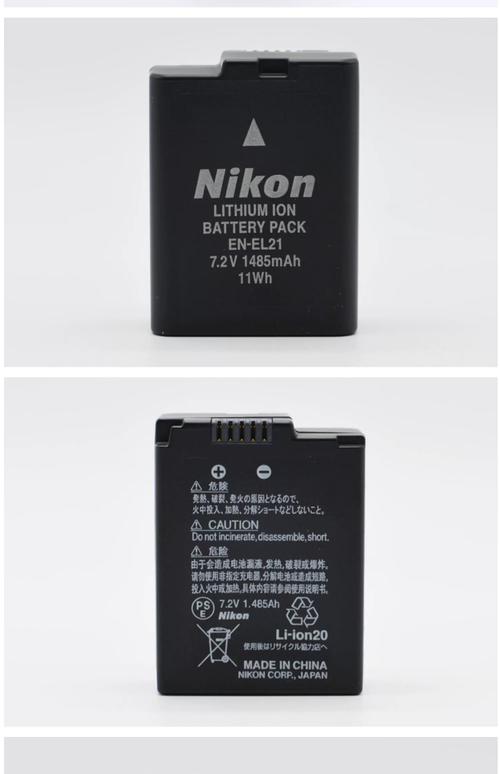 Nikon
LITHIUM ION
BATTERY PACK
EN-EL21
7.2V 1485mAh
11Wh
危険
発熱、破裂、発火の原因となるので、
火中投入、加熱、分解ショートなどしないこと。
CAUTION
Do not incinerate, disassemble, short.
危险
由于会造成电池漏液,发热,破裂或爆炸,
请勿使用非指定充电器,分解电池或造成短路,
投入火中或加热,具体内容请参阅使用说明书。
PS
E
7.2V 1.485Ah
Nikon
Li-ion20
使用後はリサイクル協力店へ
MADE IN CHINA
NIKON CORP., JAPAN